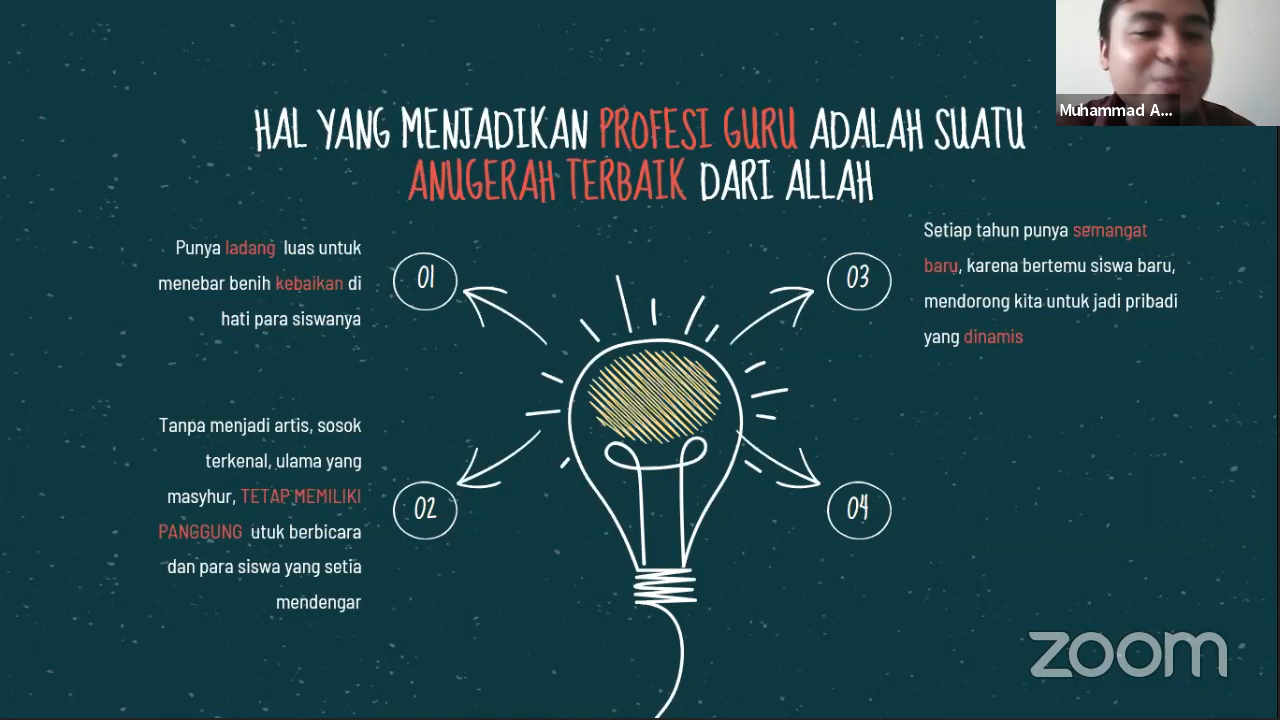 Muhammad A...
HAL YANG MENJADIKAN PROFESI GURU ADALAH SUATU
ANUGERAH TERBAIK DARI ALLAH
01
Punya ladang luas untuk
menebar benih kebaikan di
hati para siswanya
02
Tanpa menjadi artis, sosok
terkenal, ulama yang
masyhur, TETAP MEMILIKI
PANGGUNG utuk berbicara
dan para siswa yang setia
mendengar
03
Setiap tahun punya semangat
baru, karena bertemu siswa baru,
mendorong kita untuk jadi pribadi
yang dinamis
04
zoom